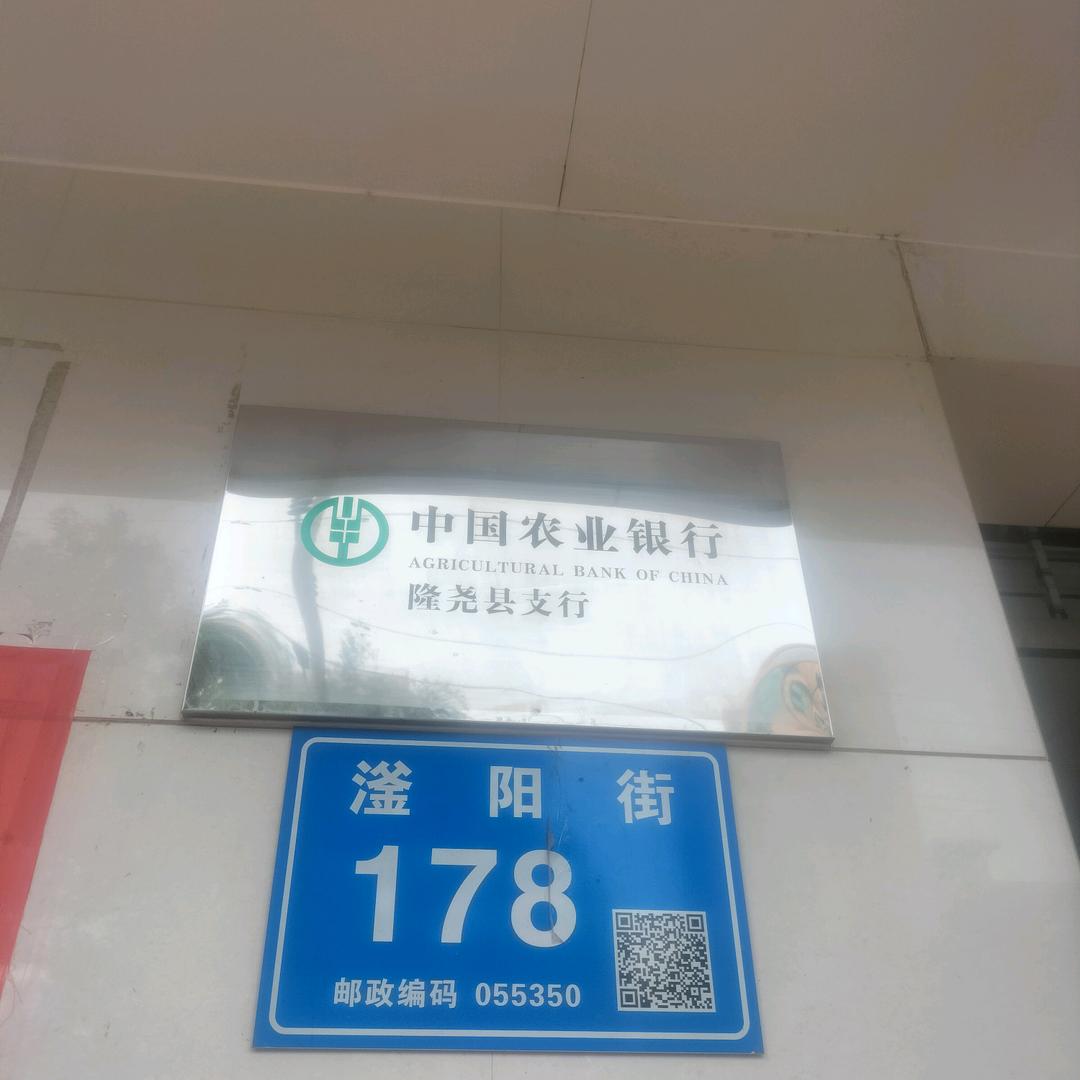 中国农业银行
AGRICULTURAL BANK OF CHINA
隆尧县支行
滏阳街
178
邮政编码 055350